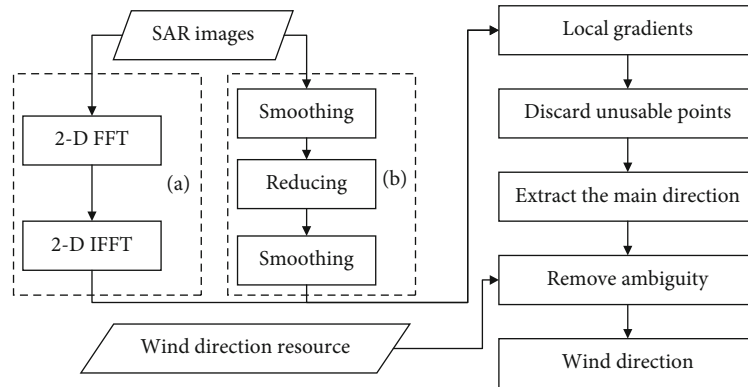 SAR images
2-D FFT
2-D IFFT
(a)
Smoothing
Reducing
Smoothing
(b)
Wind direction resource
Local gradients
Discard unusable points
Extract the main direction
Remove ambiguity
Wind direction